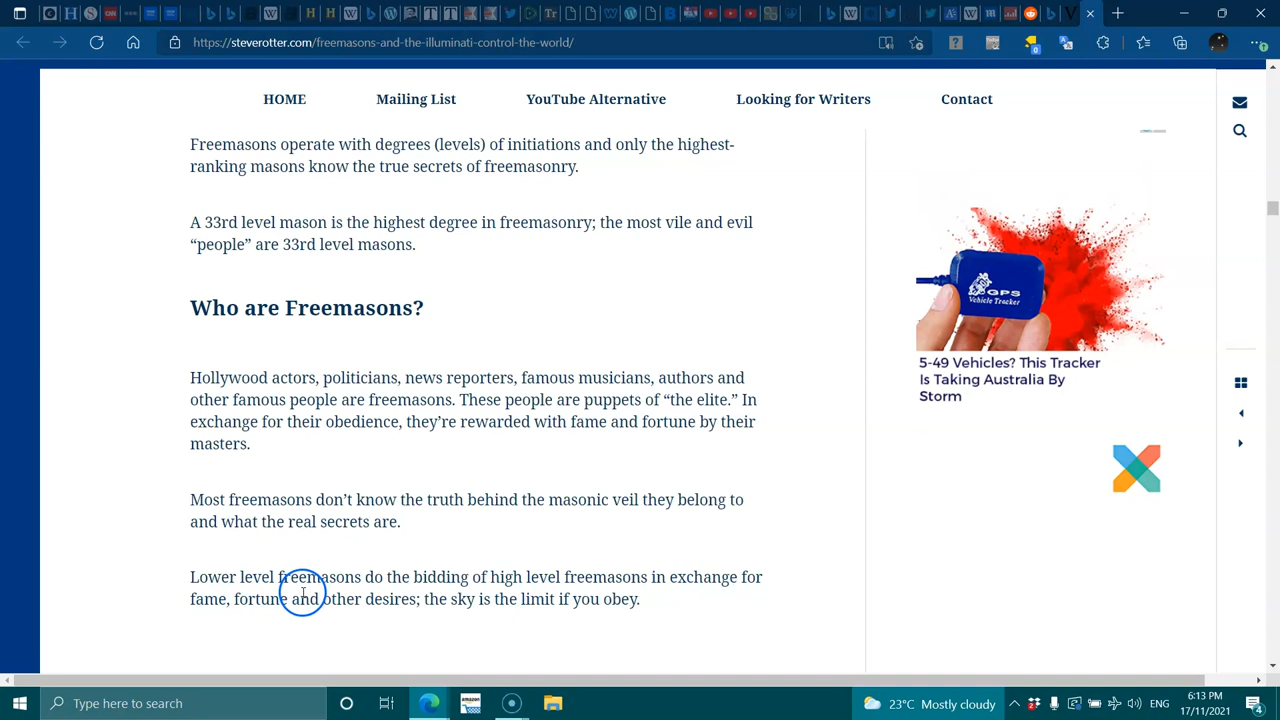 https://steverotter.com/freemasons-and-the-illuminati-control-the-world/
HOME Mailing List YouTube Alternative Looking for Writers Contact
Freemasons operate with degrees (levels) of initiations and only the highest-
ranking masons know the true secrets of freemasonry.
A 33rd level mason is the highest degree in freemasonry; the most vile and evil
“people” are 33rd level masons.
Who are Freemasons?
Hollywood actors, politicians, news reporters, famous musicians, authors and
other famous people are freemasons. These people are puppets of “the elite.” In
exchange for their obedience, they’re rewarded with fame and fortune by their
masters.
Most freemasons don’t know the truth behind the masonic veil they belong to
and what the real secrets are.
Lower level freemasons do the bidding of high level freemasons in exchange for
fame, fortune and other desires; the sky is the limit if you obey.
GPS
Vehicle Tracker
5-49 Vehicles? This Tracker
Is Taking Australia By
Storm
Type here to search
amazon
23°C Mostly cloudy
ENG
6:13 PM
17/11/2021